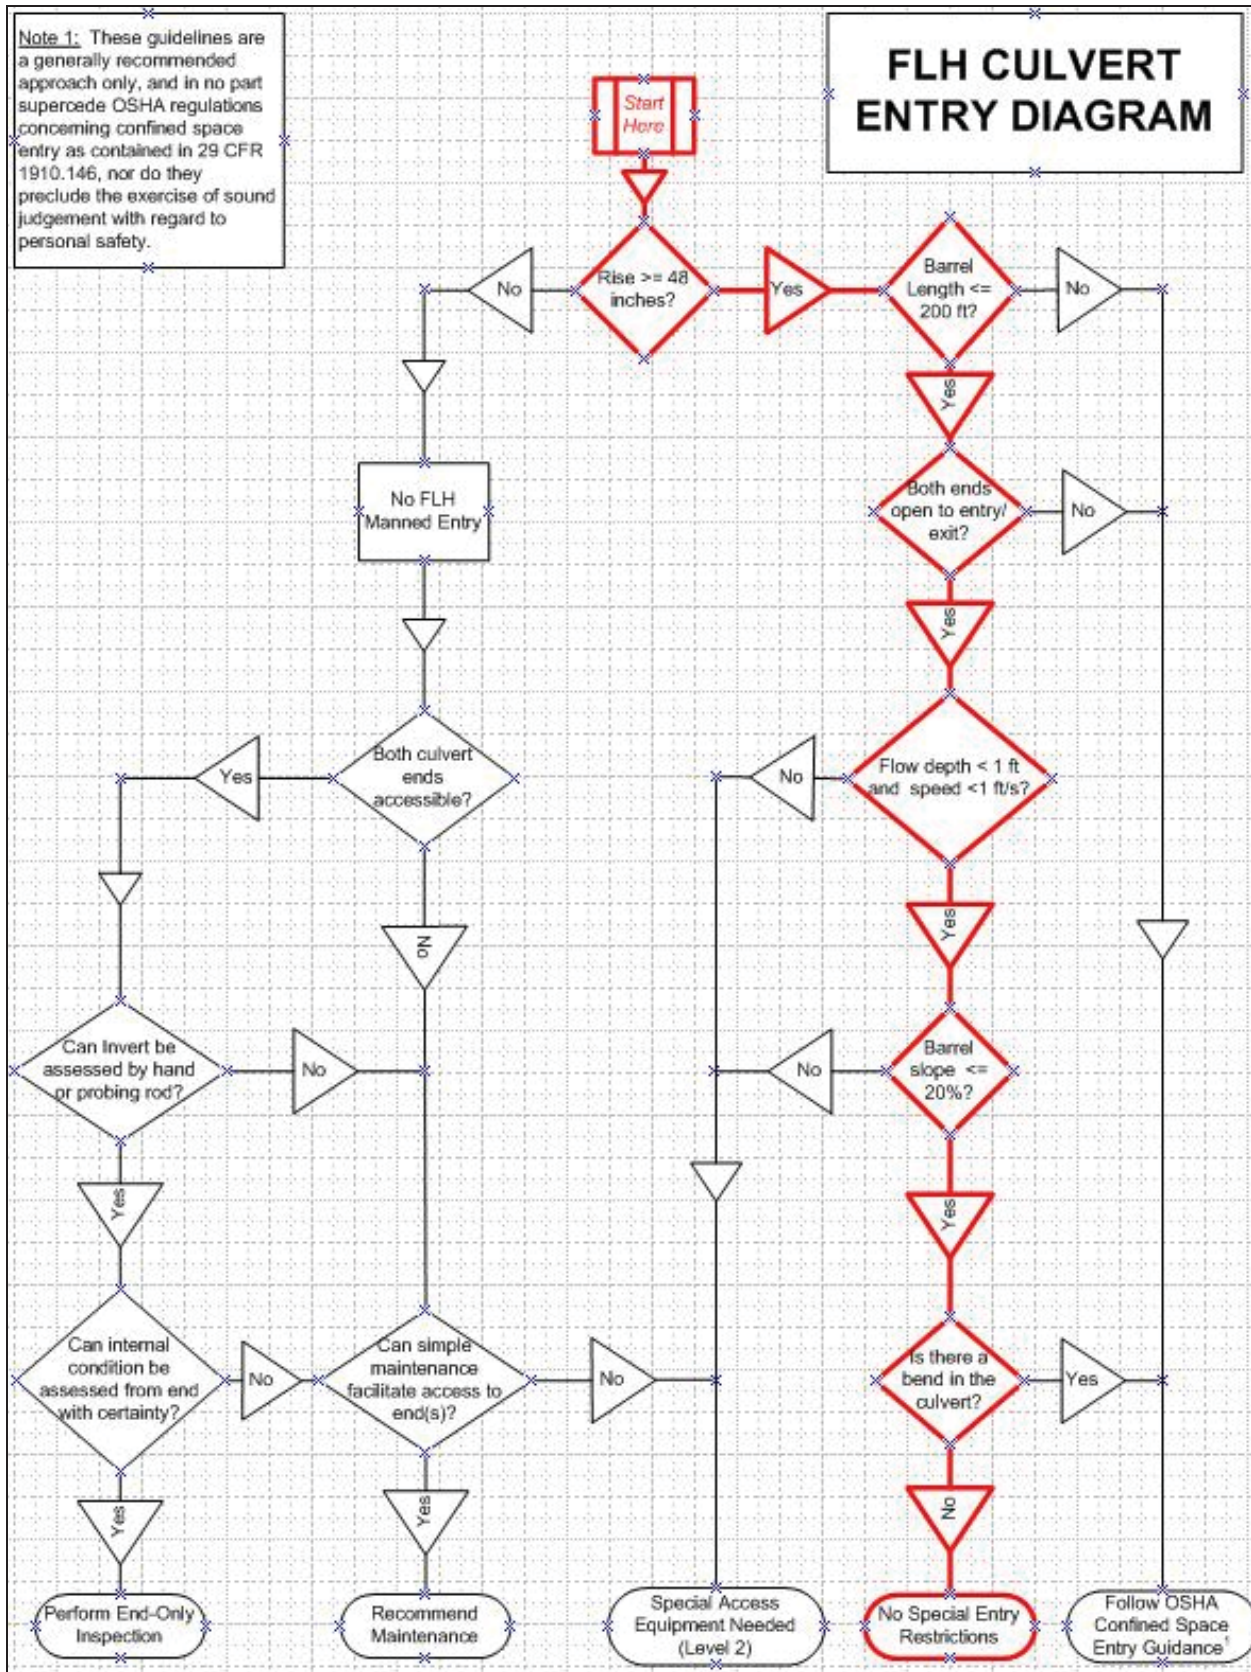 Note 1: These guidelines are
a generally recommended
approach only, and in no part
supercede OSHA regulations
concerning confined space
entry as contained in 29 CFR
1910.146, nor do they
preclude the exercise of sound
judgement with regard to
personal safety.
FLH CULVERT
ENTRY DIAGRAM
Start
Here
No
Rise >= 48
inches?
Yes
Barrel
Length <=
200 ft?
No
Yes
No FLH
Manned Entry
Both ends
open to entry/
exit?
No
Yes
Yes
Both culvert
ends
accessible?
No
Flow depth < 1 ft
and speed <1 ft/s?
No
Yes
Can Invert be
assessed by hand
or probing rod?
No
No
Barrel
slope <=
20%?
Yes
Yes
Can internal
condition be
assessed from end
with certainty?
No
Can simple
maintenance
facilitate access to
end(s)?
No
Is there a
bend in the
culvert?
Yes
Yes
Yes
No
Perform End-Only
Inspection
Recommend
Maintenance
Special Access
Equipment Needed
(Level 2)
No Special Entry
Restrictions
Follow OSHA
Confined Space
Entry Guidance¹